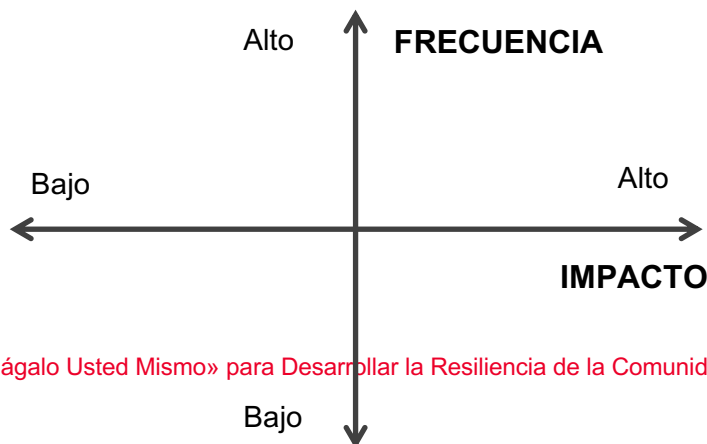 Alto FRECUENCIA
Bajo Alto
IMPACTO
ágalo Usted Mismo» para Desarrollar la Resiliencia de la Comunid
Bajo